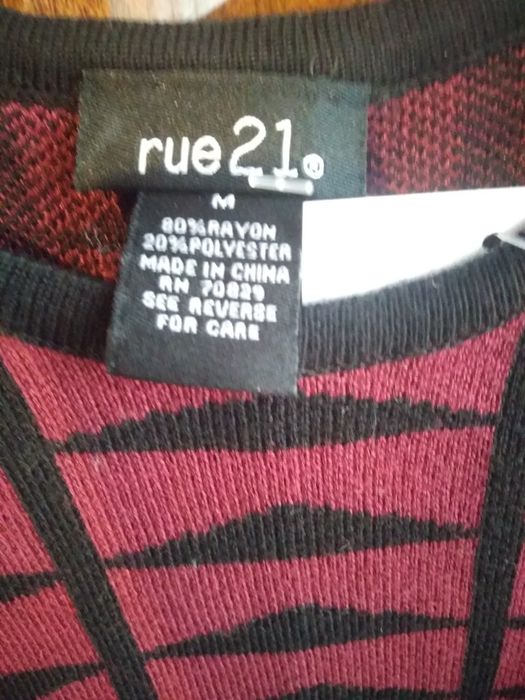 rue21®
M
80%RAYON
20%POLYESTER
MADE IN CHINA
RN 70829
SEE REVERSE
FOR CARE